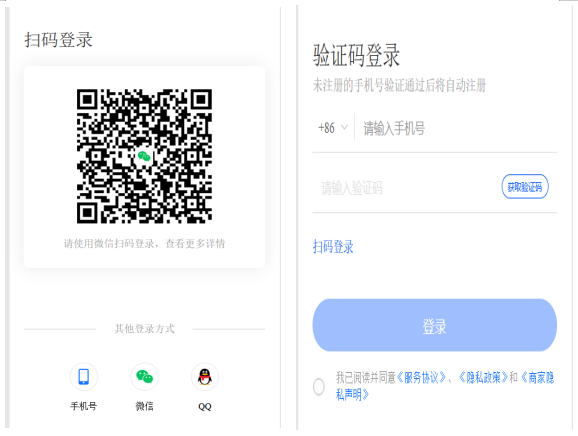 扫码登录
请使用微信扫码登录，查看更多详情
其他登录方式
手机号
微信
QQ
验证码登录
未注册的手机号验证通过后将自动注册
+86
请输入手机号
请输入验证码
获取验证码
扫码登录
登录
我已阅读并同意《服务协议》、《隐私政策》和《商家隐
私声明》